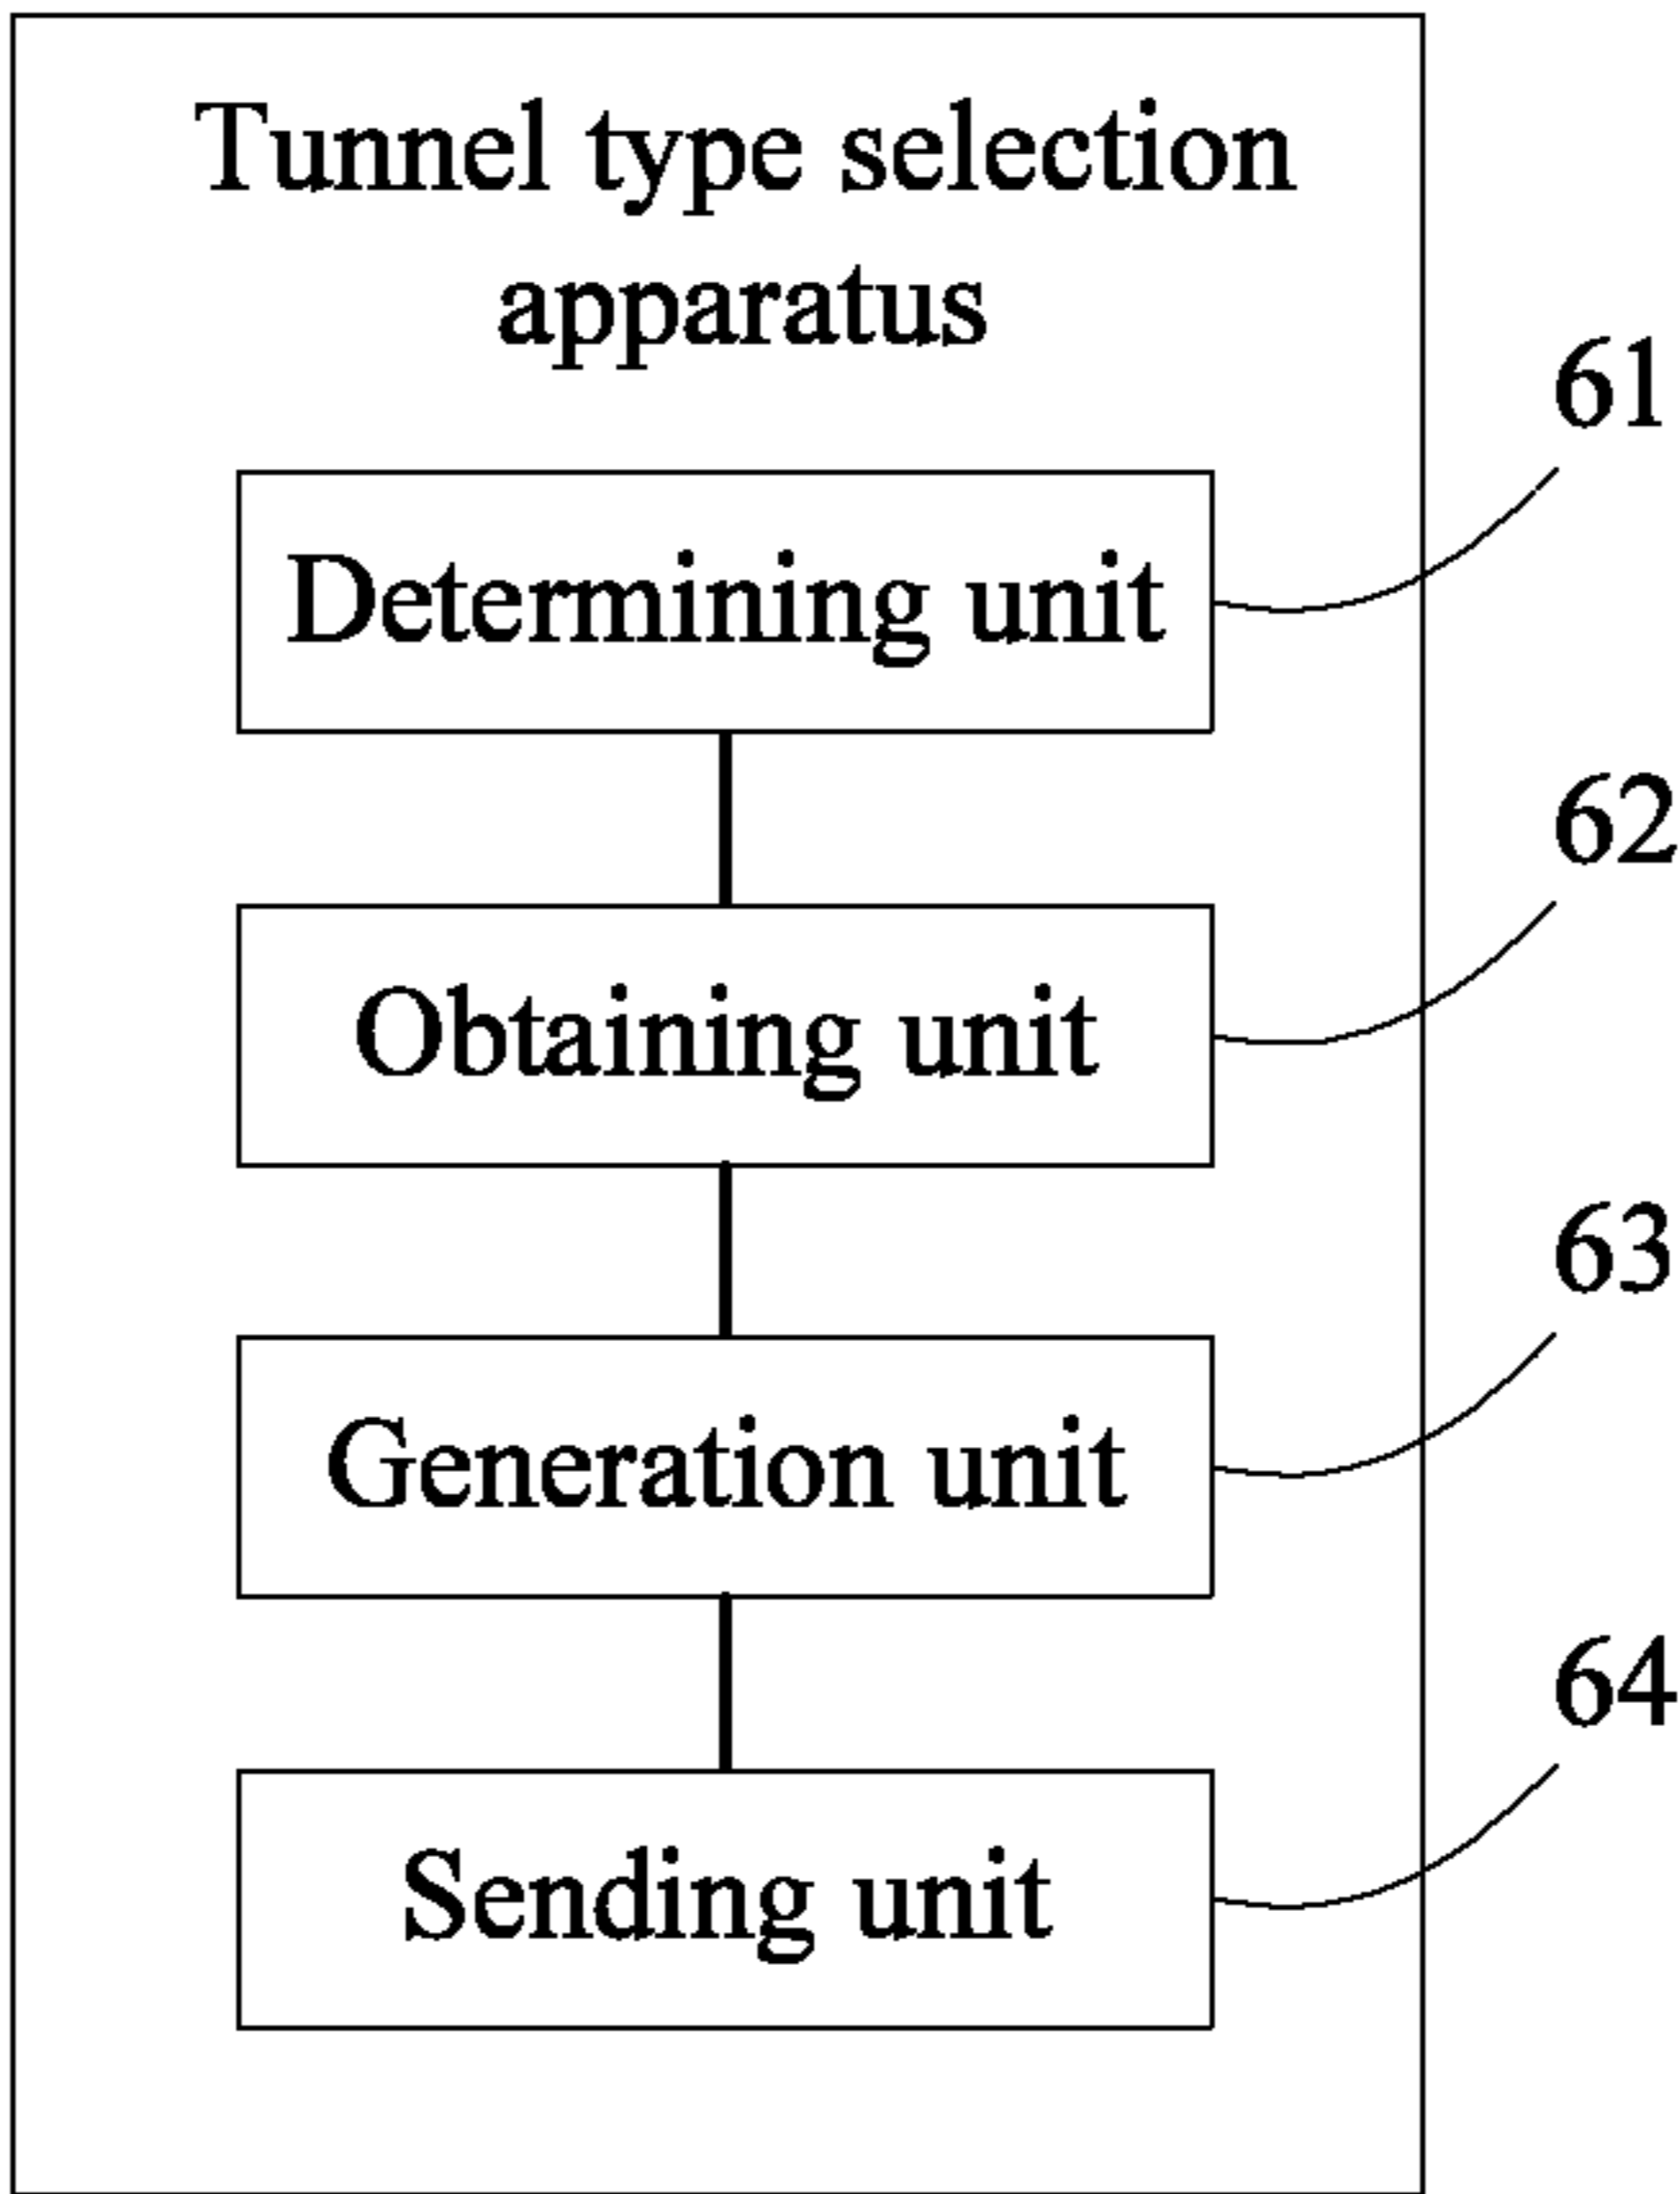 Tunnel type selection
apparatus
61
Determining unit
62
Obtaining unit
63
Generation unit
64
Sending unit